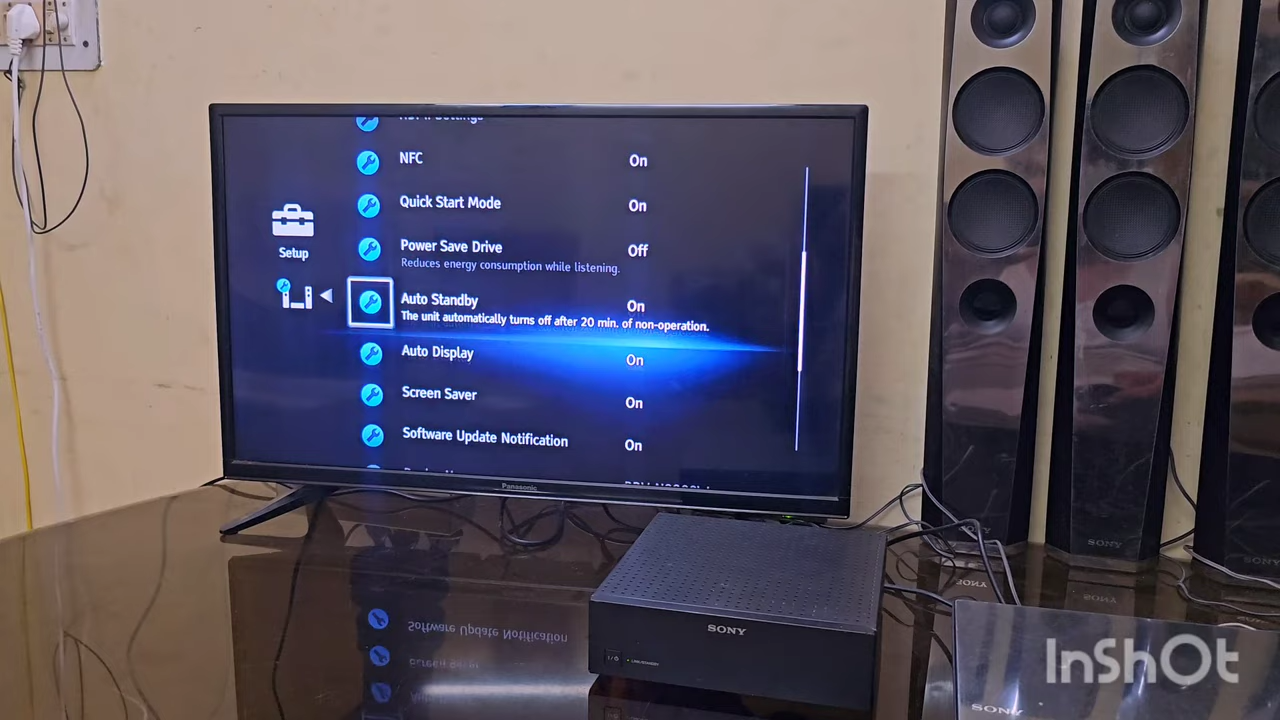 NFC On
Quick Start Mode On
Power Save Drive Off
Reduces energy consumption while listening.
Setup
Auto Standby On
The unit automatically turns off after 20 min. of non-operation.
Auto Display On
Screen Saver On
Software Update Notification On
Panasonic
SONY
SONY
SONY
SONY
InShOt